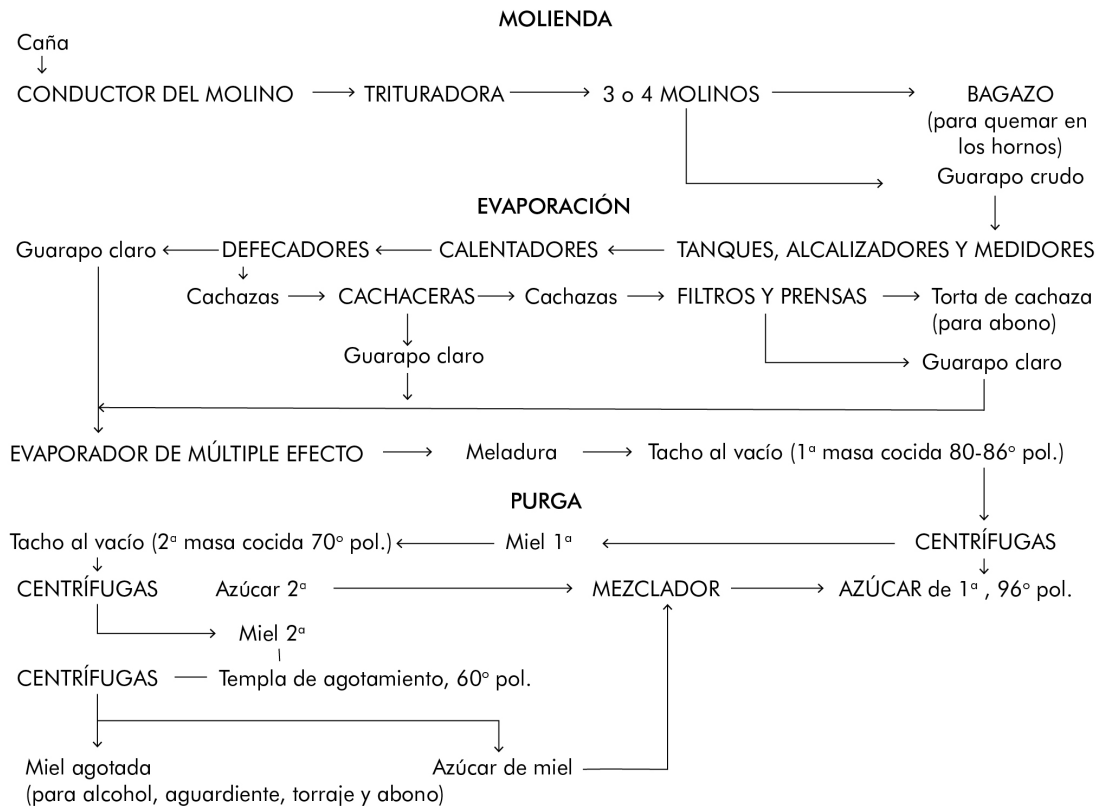 MOLIENDA
Caña
CONDUCTOR DEL MOLINO TRITURADORA 3 o 4 MOLINOS BAGAZO
(para quemar en
los hornos)
Guarapo crudo
EVAPORACIÓN
Guarapo claro DEFECADORES CALENTADORES TANQUES, ALCALIZADORES Y MEDIDORES
Cachazas CACHACERAS Cachazas FILTROS Y PRENSAS Torta de cachaza
(para abono)
Guarapo claro
Guarapo claro
EVAPORADOR DE MÚLTIPLE EFECTO Meladura Tacho al vacío (1ª masa cocida 80-86º pol.)
PURGA
Tacho al vacío (2ª masa cocida 70º pol.) Miel 1ª CENTRÍFUGAS
CENTRÍFUGAS Azúcar 2ª MEZCLADOR AZÚCAR de 1ª , 96º pol.
Miel 2ª
CENTRÍFUGAS Templa de agotamiento, 60º pol.
Miel agotada Azúcar de miel
(para alcohol, aguardiente, torraje y abono)